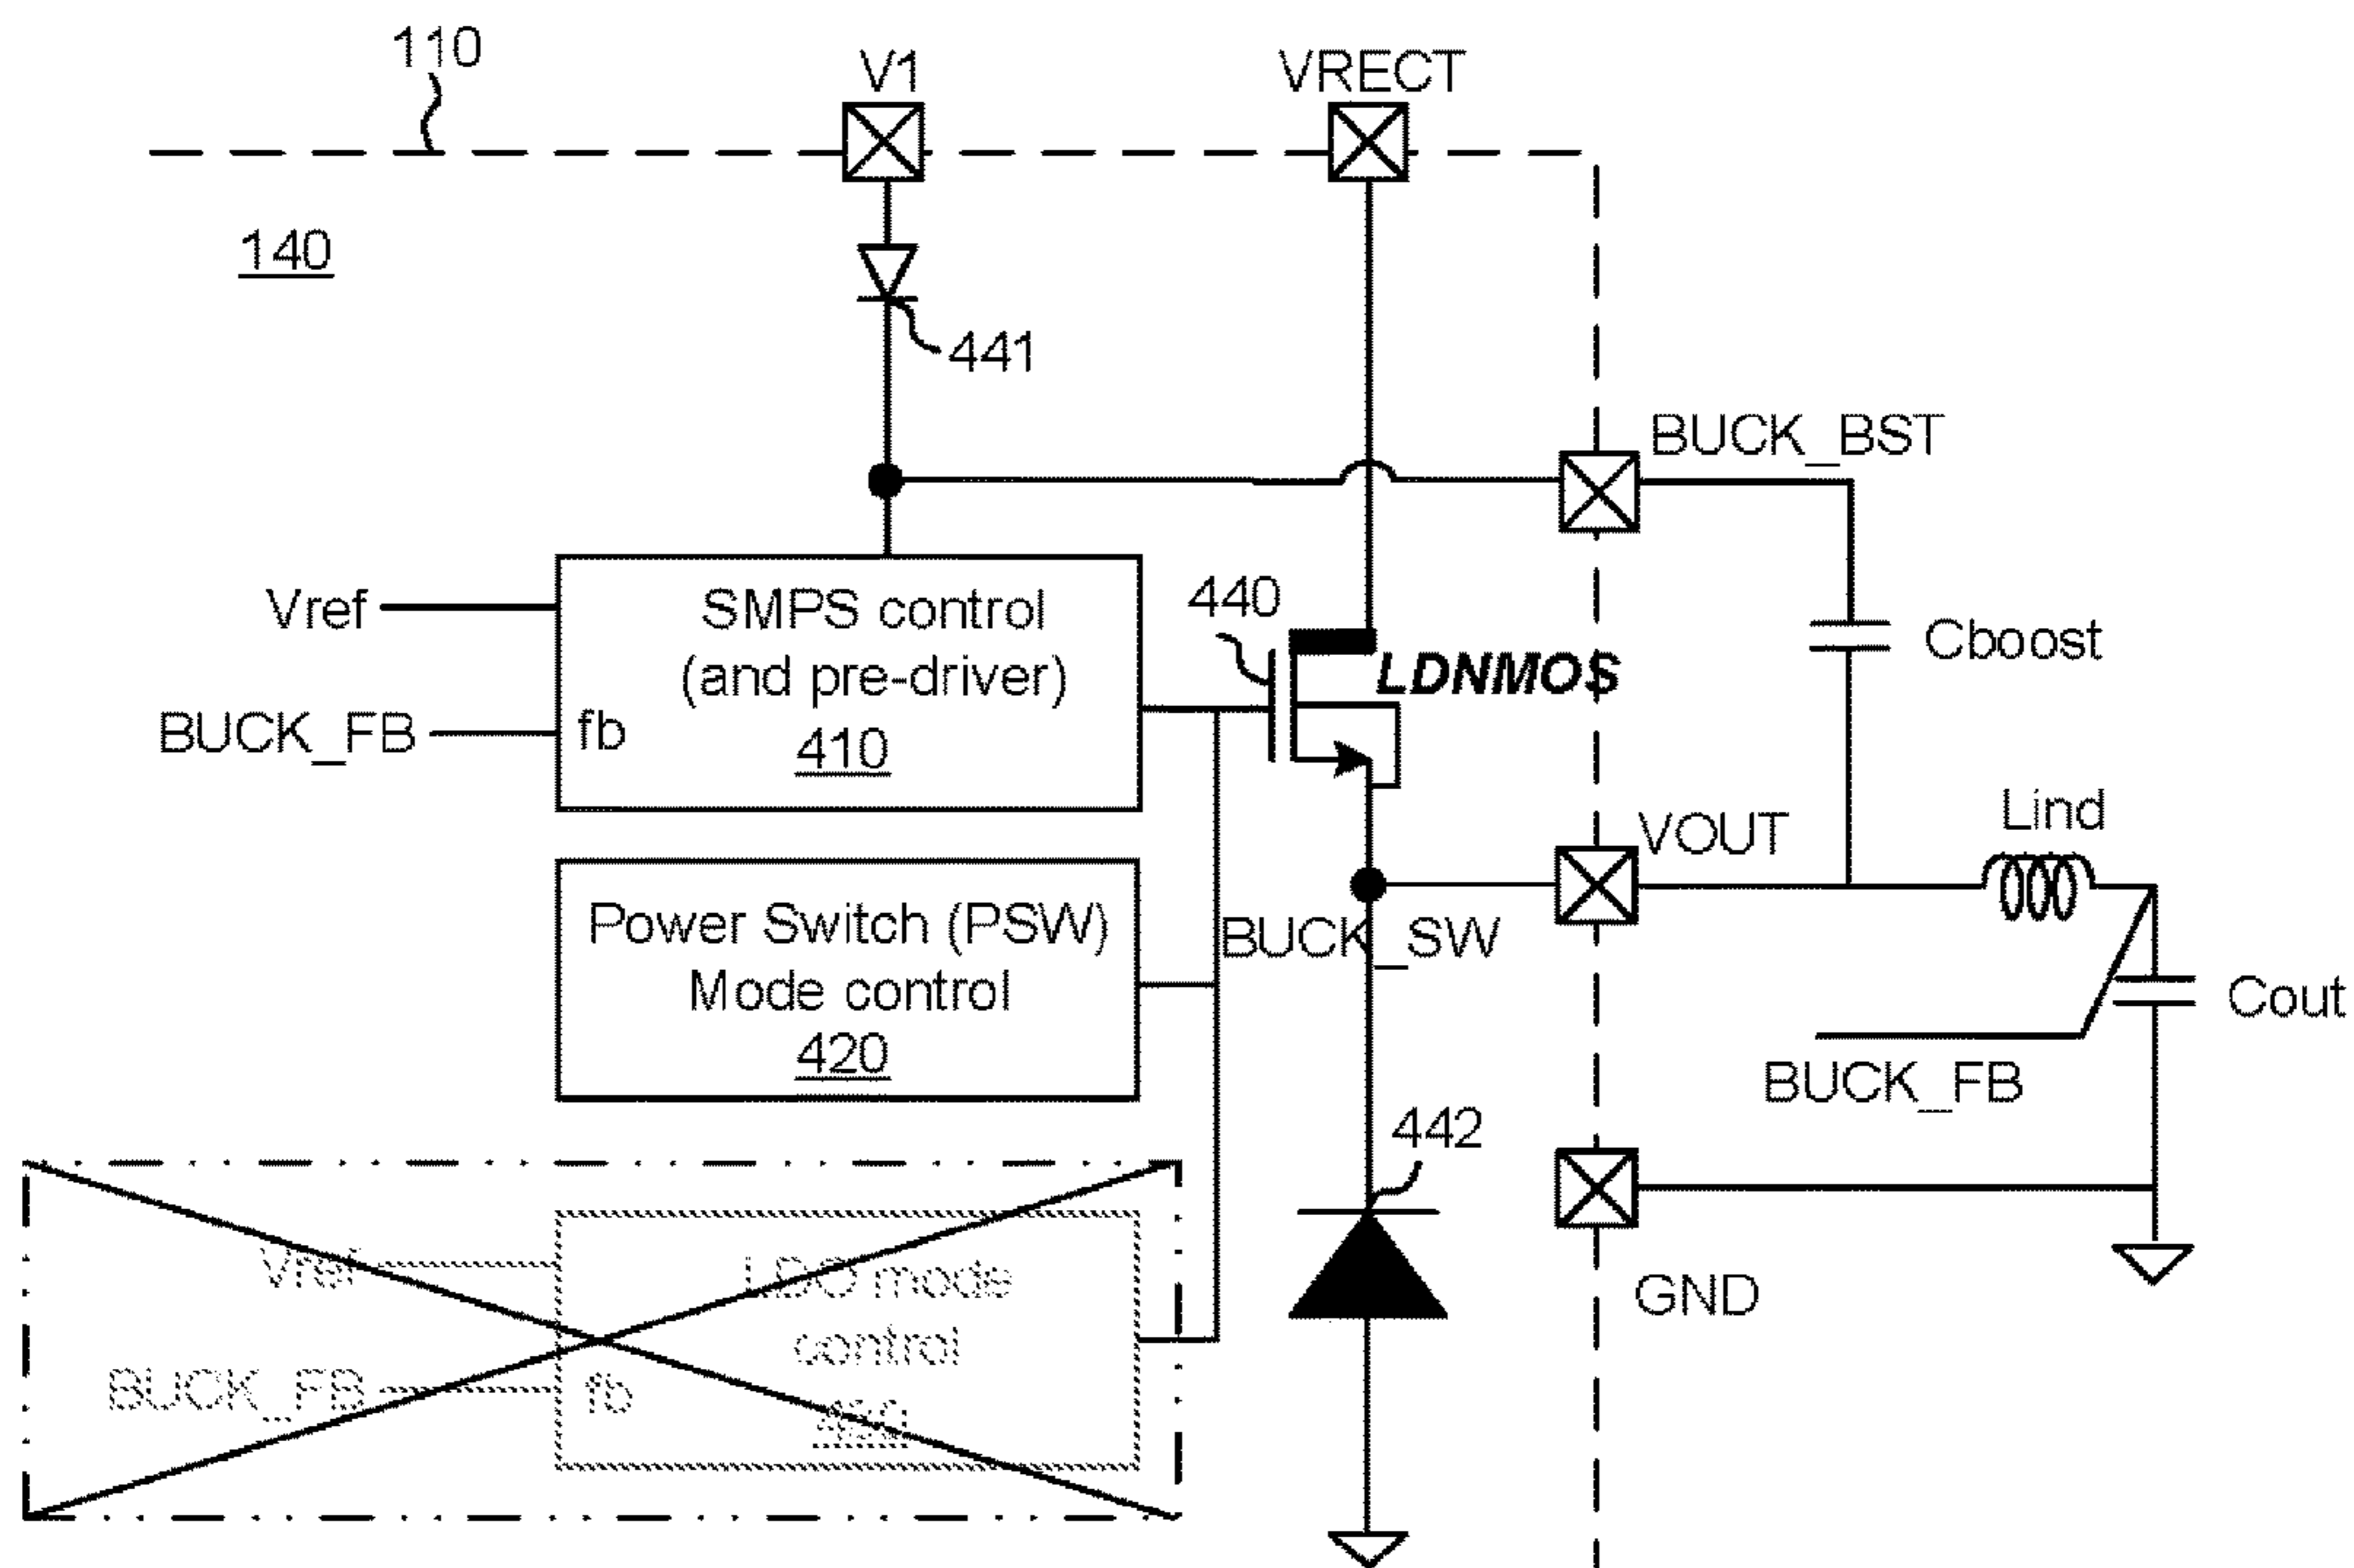 110
V1
VRECT
140
441
BUCK_BST
Vref
SMPS control
(and pre-driver)
410
fb
BUCK_FB
440
LDNMOS
Cboost
VOUT
Lind
BUCK_SW
Cout
BUCK_FB
Power Switch (PSW)
Mode control
420
442
GND
Vref
LDO mode
control
BUCK_FB
fb